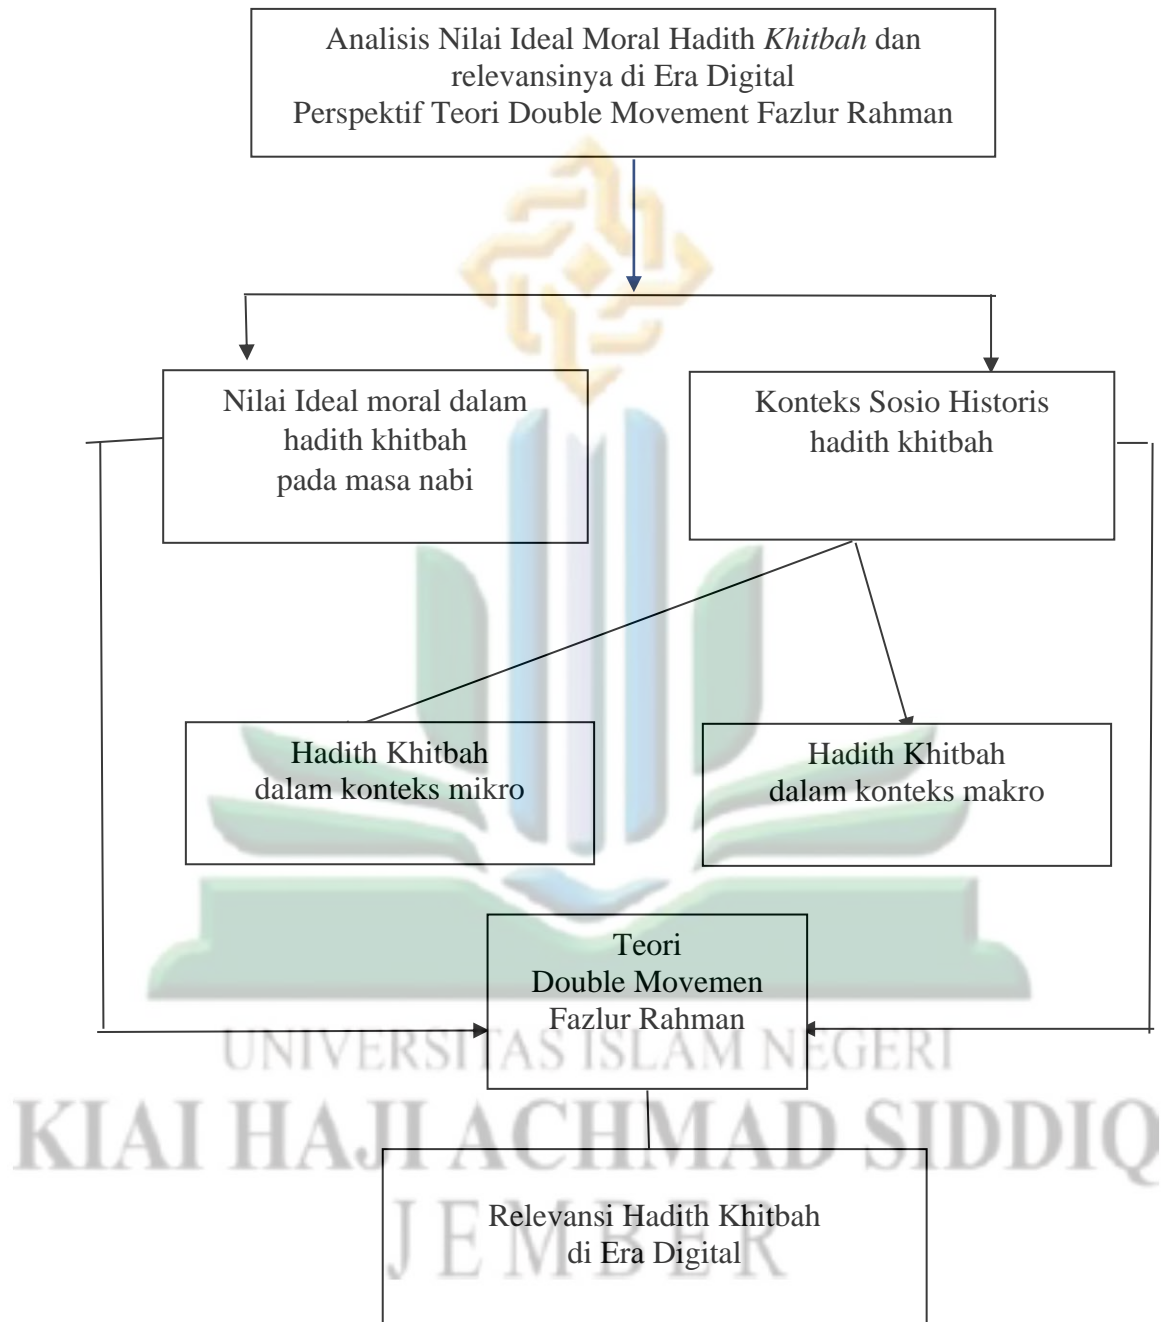 Analisis Nilai Ideal Moral Hadith Khitbah dan
relevansinya di Era Digital
Perspektif Teori Double Movement Fazlur Rahman
Nilai Ideal moral dalam
hadith khitbah
pada masa nabi
Konteks Sosio Historis
hadith khitbah
Hadith Khitbah
dalam konteks mikro
Hadith Khitbah
dalam konteks makro
Teori
Double Movemen
Fazlur Rahman
UNIVERSITAS ISLAM NEGERI
KIAI HAJI ACHMAD SIDDIQ
JEMBER
Relevansi Hadith Khitbah
di Era Digital